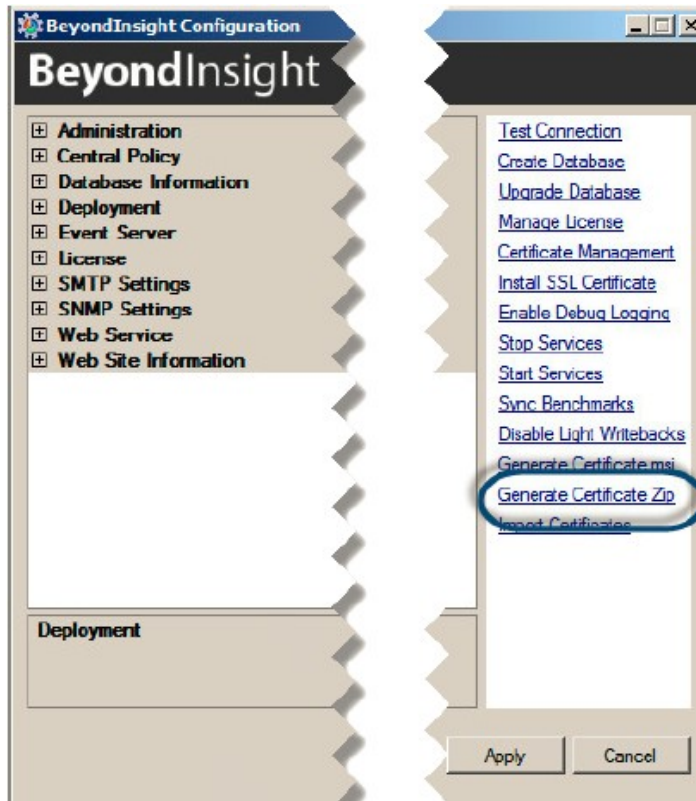 BeyondInsight Configuration
BeyondInsight
Administration
Central Policy
Database Information
Deployment
Event Server
License
SMTP Settings
SNMP Settings
Web Service
Web Site Information
Test Connection
Create Database
Upgrade Database
Manage License
Certificate Management
Install SSL Certificate
Enable Debug Logging
Stop Services
Start Services
Sync Benchmarks
Disable Light Writebacks
Generate Certificate msi
Generate Certificate Zip
Import Certificates
Deployment
Apply
Cancel